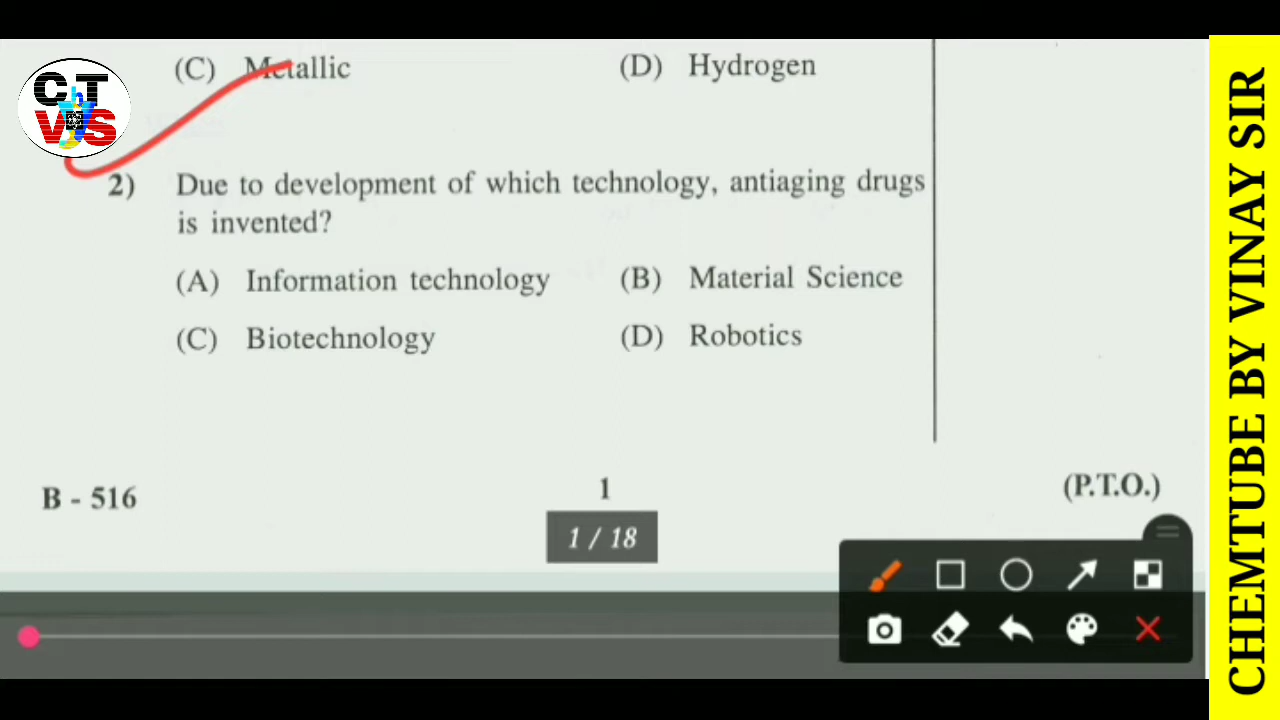 (C) Metallic (D) Hydrogen
C T
V S
2) Due to development of which technology, antiaging drugs
is invented?
(A) Information technology (B) Material Science
(C) Biotechnology (D) Robotics
B - 516 1 (P.T.O.)
1 / 18
CHEMTUBE BY VINAY SIR